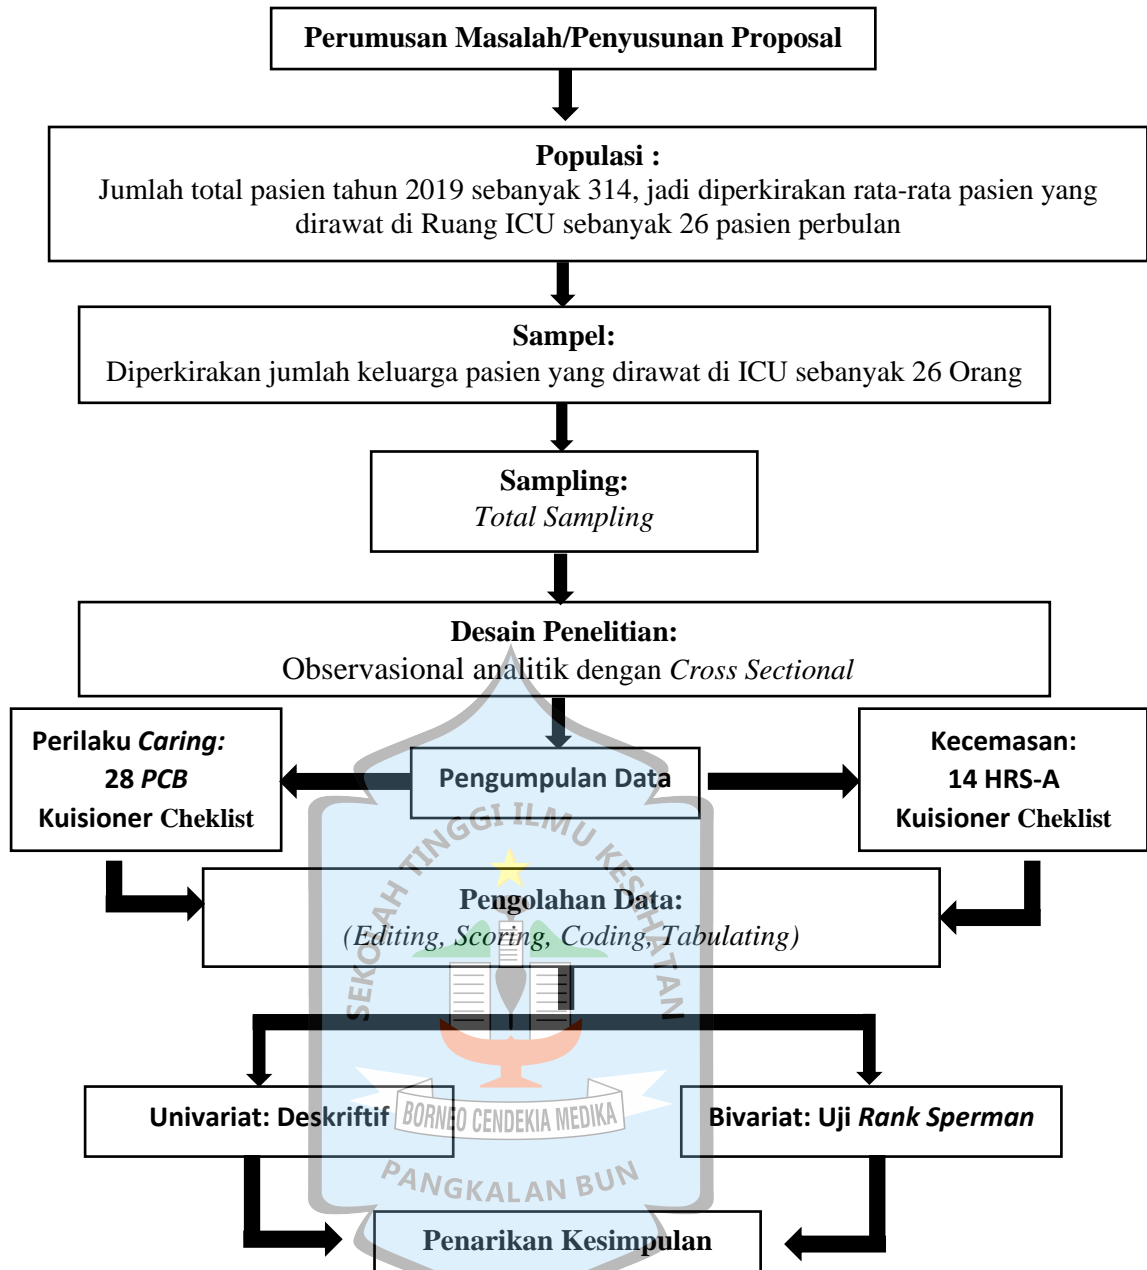 Perumusan Masalah/Penyusunan Proposal
Populasi :
Jumlah total pasien tahun 2019 sebanyak 314, jadi diperkirakan rata-rata pasien yang
dirawat di Ruang ICU sebanyak 26 pasien perbulan
Sampel:
Diperkirakan jumlah keluarga pasien yang dirawat di ICU sebanyak 26 Orang
Sampling:
Total Sampling
Desain Penelitian:
Observasional analitik dengan Cross Sectional
Perilaku Caring:
28 PCB
Kuisioner Cheklist
Pengumpulan Data
Kecemasan:
14 HRS-A
Kuisioner Cheklist
Pengolahan Data:
(Editing, Scoring, Coding, Tabulating)
SEKOLAH TINGGI ILMU KESEHATAN
Univariat: Deskriftif
BORNEO CENDEKIA MEDIKA
Bivariat: Uji Rank Sperman
PANGKALAN BUN
Penarikan Kesimpulan